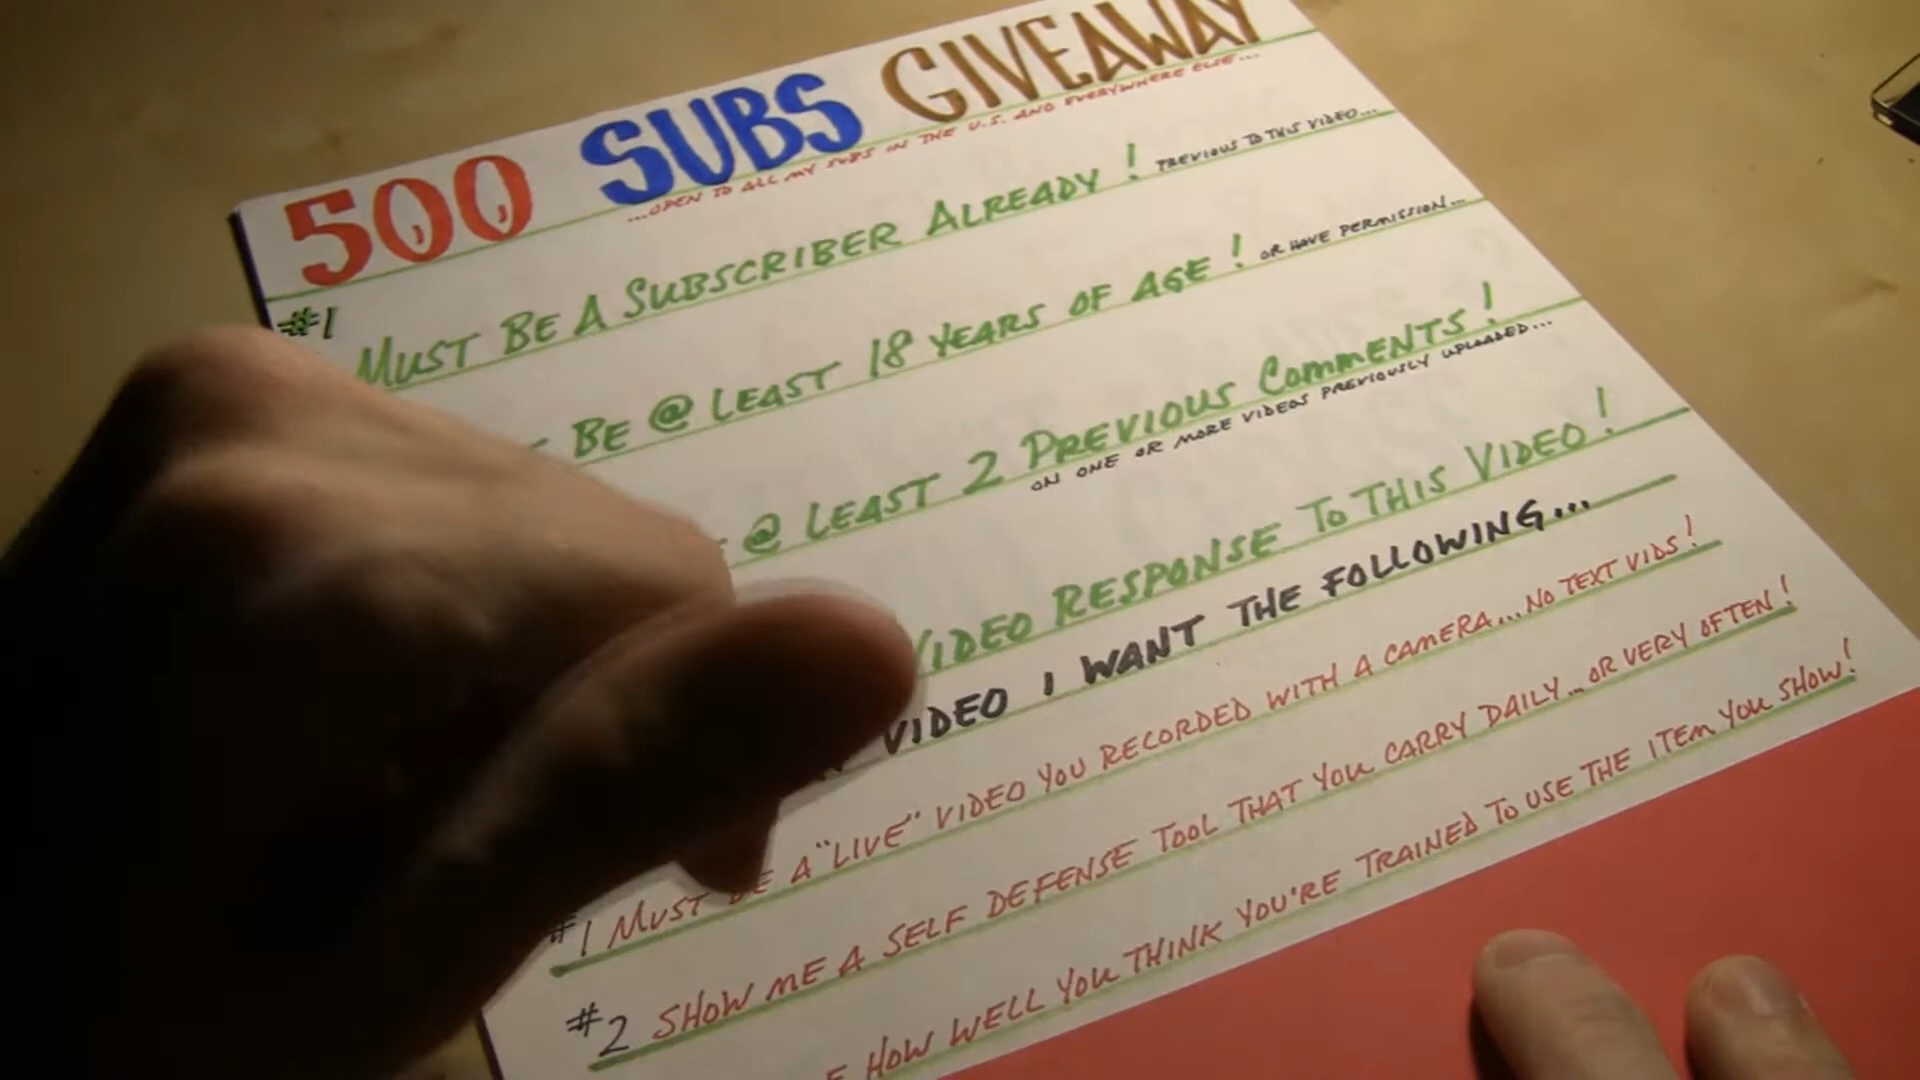 500 SUBS GIVEAWAY
...OPEN TO ALL MY SUBS IN THE U.S. AND EVERYWHERE ELSE...
#1 MUST BE A SUBSCRIBER ALREADY! PREVIOUS TO THIS VIDEO...
BE @ LEAST 18 YEARS OF AGE! OR HAVE PERMISSION...
@ LEAST 2 PREVIOUS COMMENTS!
ON ONE OR MORE VIDEOS PREVIOUSLY UPLOADED...
VIDEO RESPONSE TO THIS VIDEO!
VIDEO I WANT THE FOLLOWING...
#1 MUST BE A "LIVE" VIDEO YOU RECORDED WITH A CAMERA...NO TEXT VIDS!
#2 SHOW ME A SELF DEFENSE TOOL THAT YOU CARRY DAILY...OR VERY OFTEN!
HOW WELL YOU THINK YOU'RE TRAINED TO USE THE ITEM YOU SHOW!